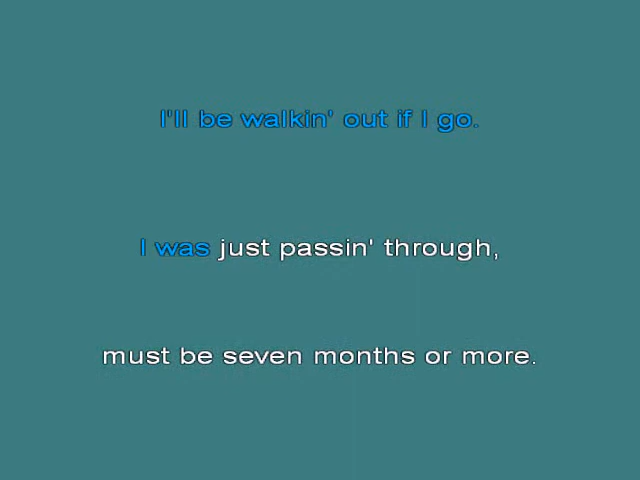 I'll be walkin' out if I go.
I was just passin' through,
must be seven months or more.